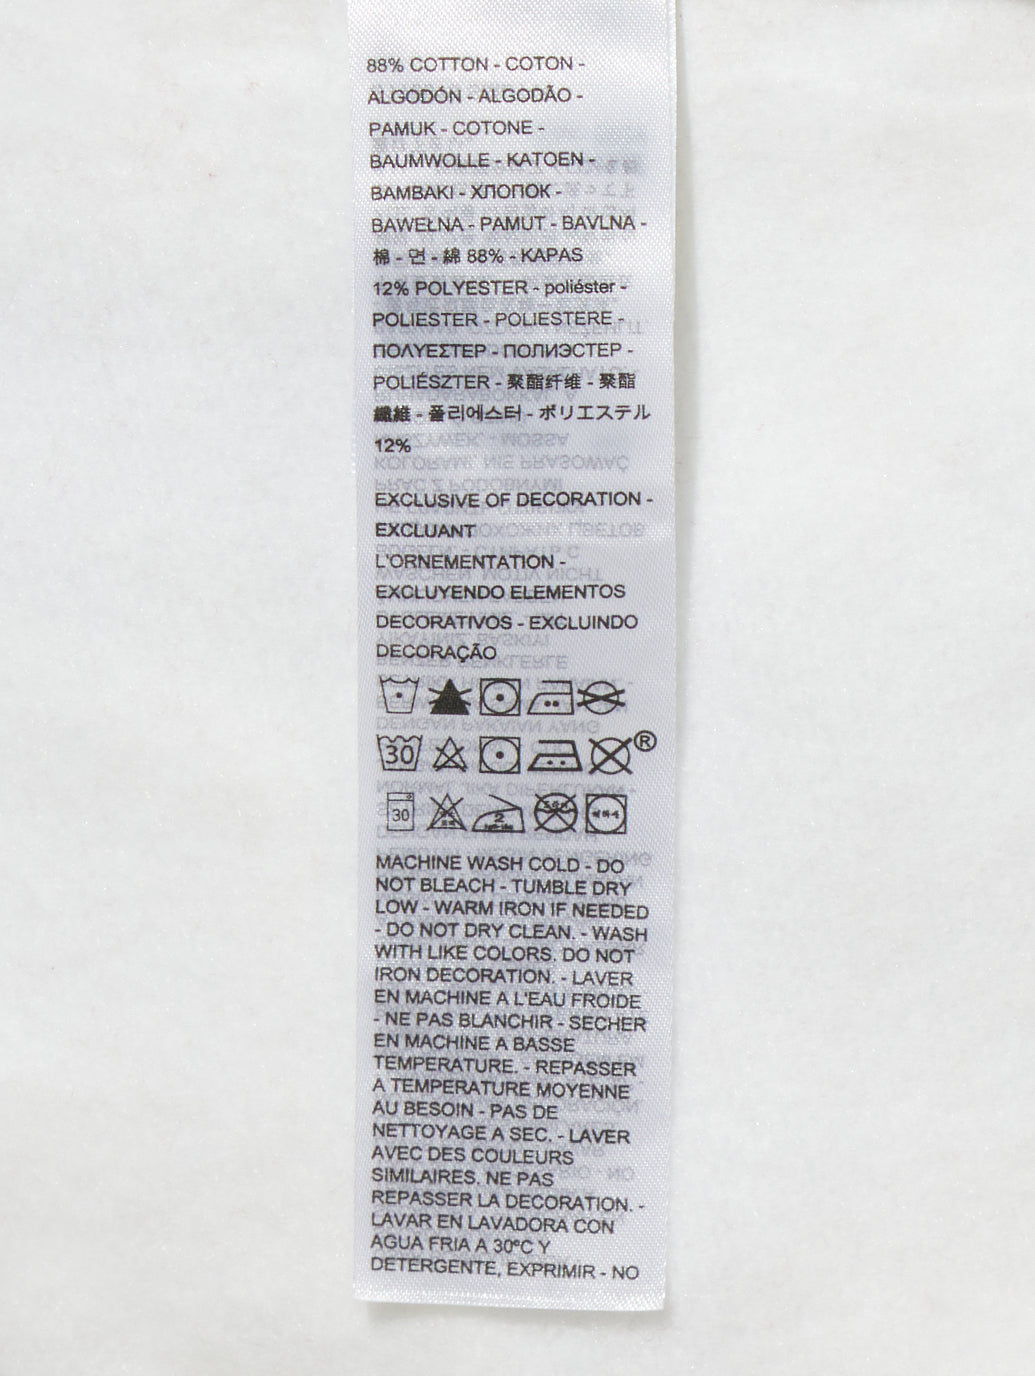 88% COTTON - COTON -
ALGODÓN - ALGODÃO -
PAMUK - COTONE -
BAUMWOLLE - KATOEN -
BAMBAKI - ХЛОПОК -
BAWEŁNA - PAMUT - BAVLNA -
棉 - 면 - 綿 88% - KAPAS
12% POLYESTER - poliéster -
POLIESTER - POLIESTERE -
ΠΟΛΥΕΣΤΕΡ - ПОЛИЭСТЕР -
POLIÉSZTER - 聚酯纤维 - 聚酯
纖維 - 폴리에스터 - ポリエステル
12%
EXCLUSIVE OF DECORATION -
EXCLUANT
L'ORNEMENTATION -
EXCLUYENDO ELEMENTOS
DECORATIVOS - EXCLUINDO
DECORAÇÃO
30 ®
30 2
MACHINE WASH COLD - DO
NOT BLEACH - TUMBLE DRY
LOW - WARM IRON IF NEEDED
- DO NOT DRY CLEAN. - WASH
WITH LIKE COLORS. DO NOT
IRON DECORATION. - LAVER
EN MACHINE A L'EAU FROIDE
- NE PAS BLANCHIR - SECHER
EN MACHINE A BASSE
TEMPERATURE. - REPASSER
A TEMPERATURE MOYENNE
AU BESOIN - PAS DE
NETTOYAGE A SEC. - LAVER
AVEC DES COULEURS
SIMILAIRES. NE PAS
REPASSER LA DECORATION. -
LAVAR EN LAVADORA CON
AGUA FRIA A 30ºC Y
DETERGENTE, EXPRIMIR - NO